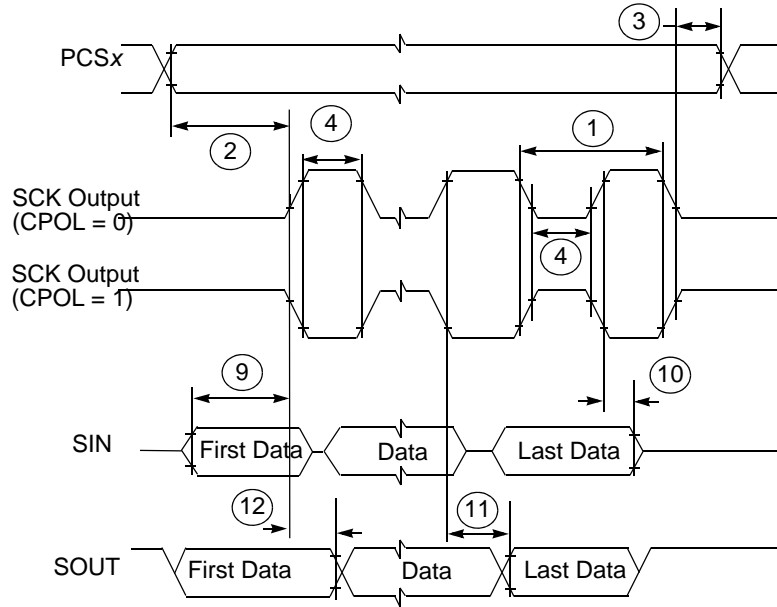 3
PCSx
2
4
1
SCK Output
(CPOL = 0)
4
SCK Output
(CPOL = 1)
9
10
SIN
First Data
Data
Last Data
12
11
SOUT
First Data
Data
Last Data